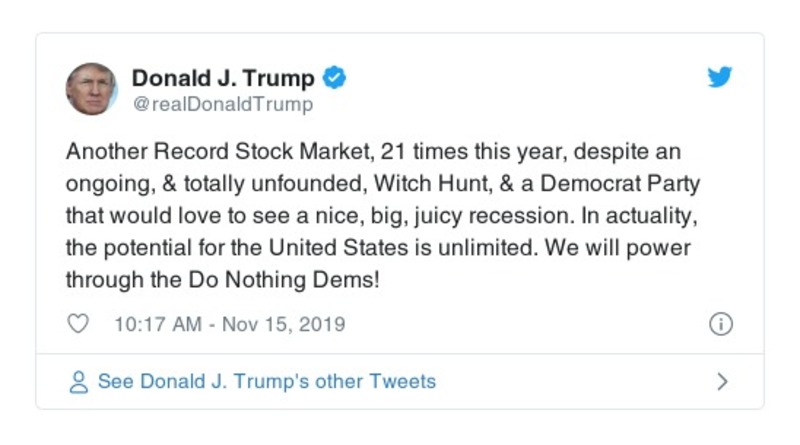 Donald J. Trump
@realDonaldTrump
Another Record Stock Market, 21 times this year, despite an
ongoing, & totally unfounded, Witch Hunt, & a Democrat Party
that would love to see a nice, big, juicy recession. In actuality,
the potential for the United States is unlimited. We will power
through the Do Nothing Dems!
10:17 AM - Nov 15, 2019
See Donald J. Trump's other Tweets